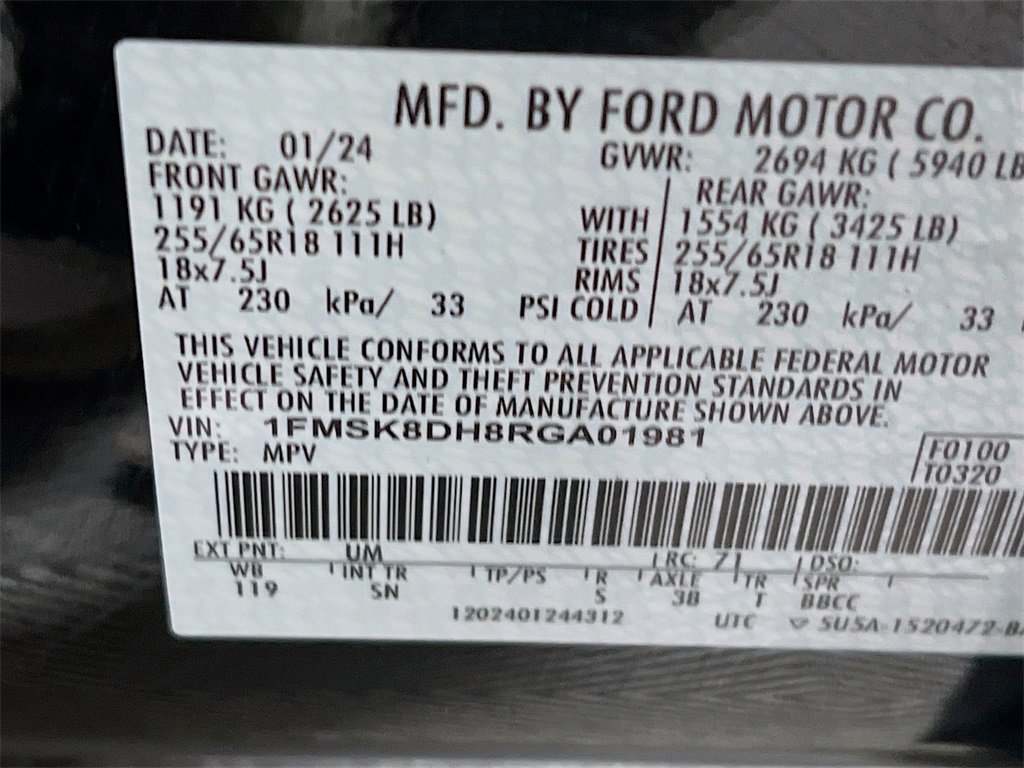 MFD. BY FORD MOTOR CO.
DATE: 01/24 GVWR: 2694 KG ( 5940 LB
FRONT GAWR: REAR GAWR:
1191 KG ( 2625 LB) WITH 1554 KG ( 3425 LB)
255/65R18 111H TIRES 255/65R18 111H
18x7.5J RIMS 18x7.5J
AT 230 kPa/ 33 PSI COLD AT 230 kPa/ 33
THIS VEHICLE CONFORMS TO ALL APPLICABLE FEDERAL MOTOR
VEHICLE SAFETY AND THEFT PREVENTION STANDARDS IN
EFFECT ON THE DATE OF MANUFACTURE SHOWN ABOVE.
VIN: 1FMSK8DH8RGA01981
TYPE: MPV
F0100
T0320
EXT PNT: UM RC: 71 DSO:
WB INT TR TP/PS R AXLE TR SPR
119 SN S 3B T BBCC
1202401244312 UTC ▽ 5U5A-1520472-BA